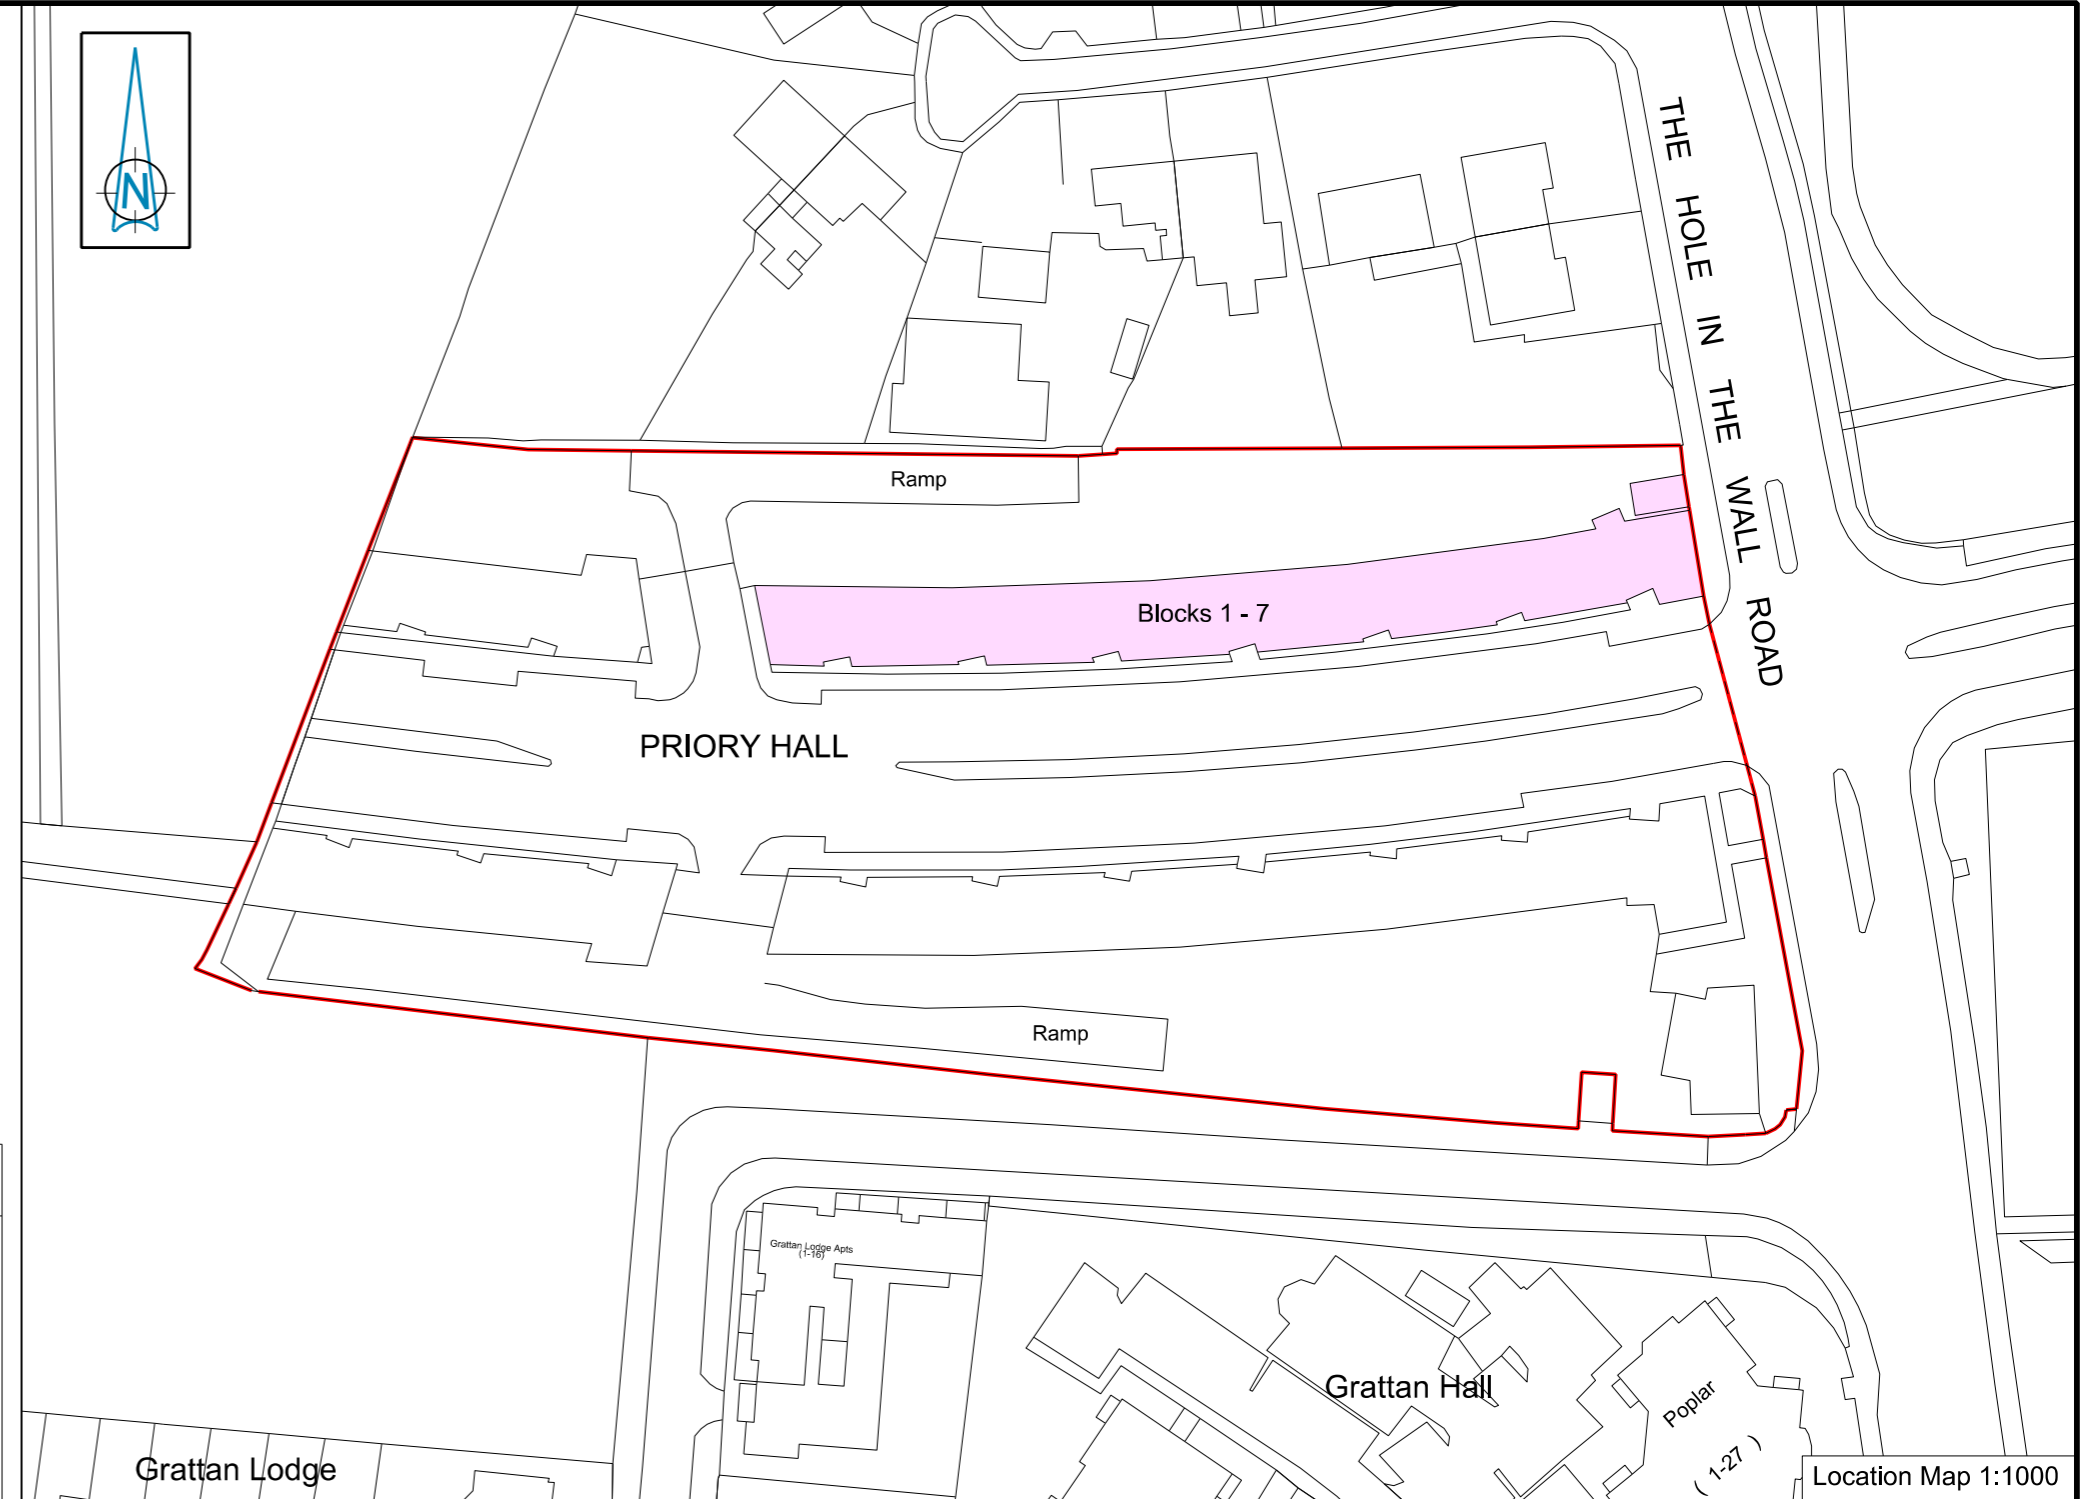 N
THE HOLE IN THE WALL ROAD
Ramp
Blocks 1 - 7
PRIORY HALL
Ramp
Grattan Lodge Apts
(1-16)
Grattan Hall
Poplar
( 1-27 )
Grattan Lodge
Location Map 1:1000